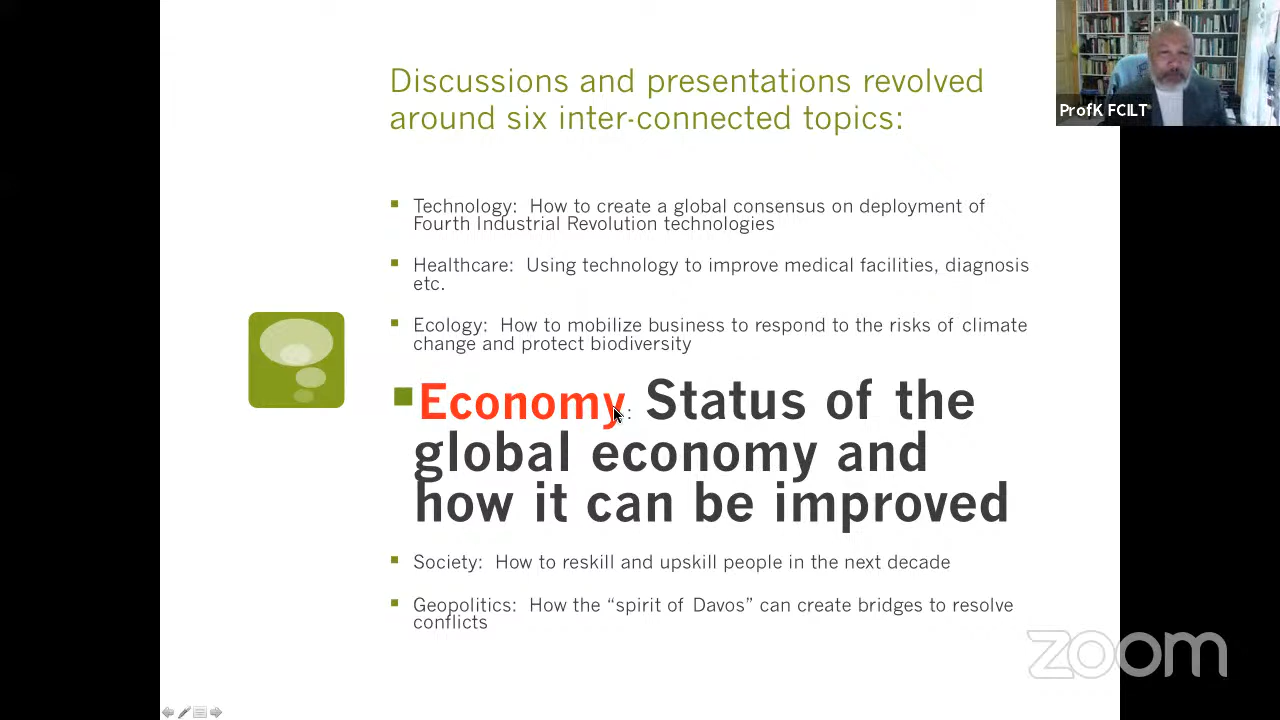 Discussions and presentations revolved
around six inter-connected topics:
ProfK FCILT
Technology: How to create a global consensus on deployment of
Fourth Industrial Revolution technologies
Healthcare: Using technology to improve medical facilities, diagnosis
etc.
Ecology: How to mobilize business to respond to the risks of climate
change and protect biodiversity
Economy: Status of the
global economy and
how it can be improved
Society: How to reskill and upskill people in the next decade
Geopolitics: How the “spirit of Davos” can create bridges to resolve
conflicts
zoom